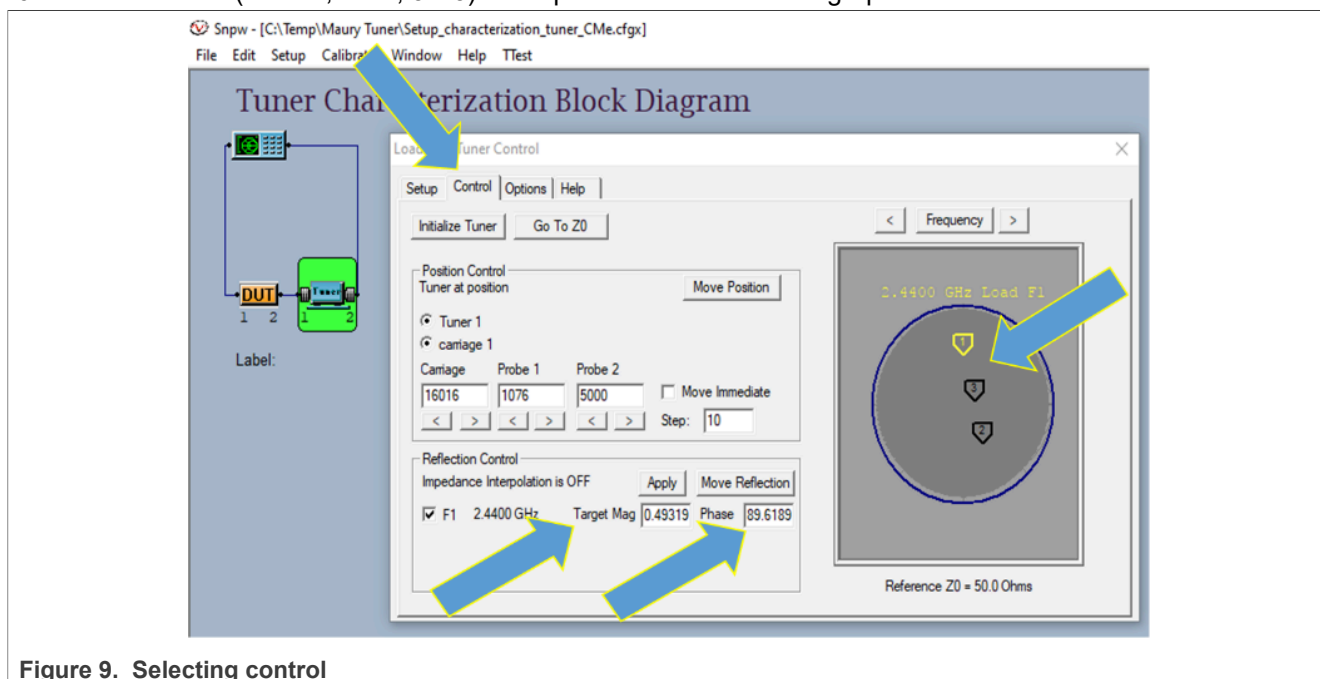 Snpw - [C:\Temp\Maury Tuner\Setup_characterization_tuner_CMe.cfgx]
File Edit Setup Window Help TTest
Tuner Block Diagram
Tuner Control
Setup Control Options Help
Initialize Tuner Go To Z0
< Frequency >
Position Control
Tuner at position Move Position
Tuner 1
carriage 1
Carriage Probe 1 Probe 2
16016 1076 5000 Move Immediate
< > < > < > Step: 10
Reflection Control
Impedance Interpolation is OFF Apply Move Reflection
F1 2.4400 GHz Target Mag 0.49319 Phase 89.6189
2.4400 GHz Load F1
1
3
2
Reference Z0 = 50.0 Ohms
DUT Tuner
1 2 1 2
Label:
Figure 9. Selecting control